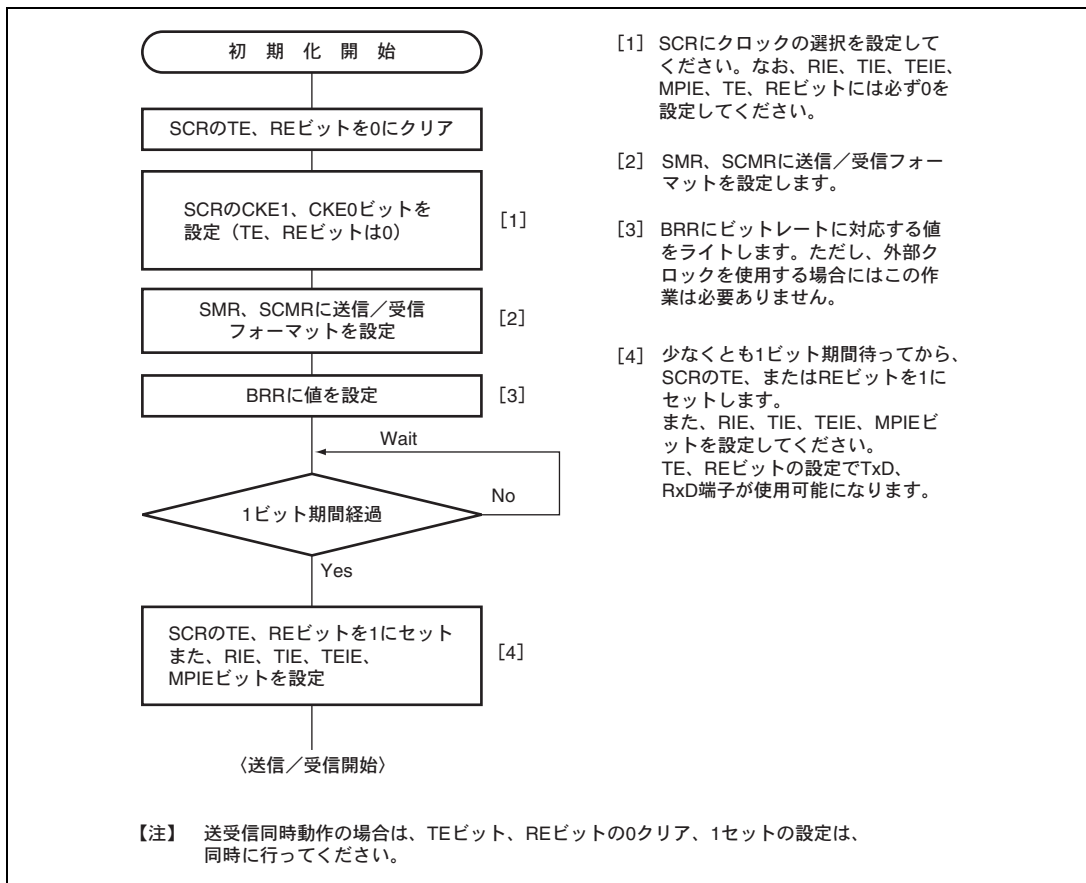 初　期　化　開　始
SCRのTE、REビットを0にクリア
SCRのCKE1、CKE0ビットを
設定（TE、REビットは0）
［1］
SMR、SCMRに送信／受信
フォーマットを設定
［2］
BRRに値を設定
［3］
Wait
1ビット期間経過
No
Yes
SCRのTE、REビットを1にセット
また、RIE、TIE、TEIE、
MPIEビットを設定
［4］
〈送信／受信開始〉
［1］ SCRにクロックの選択を設定して
ください。なお、RIE、TIE、TEIE、
MPIE、TE、REビットには必ず0を
設定してください。
［2］ SMR、SCMRに送信／受信フォー
マットを設定します。
［3］ BRRにビットレートに対応する値
をライトします。ただし、外部ク
ロックを使用する場合にはこの作
業は必要ありません。
［4］ 少なくとも1ビット期間待ってから、
SCRのTE、またはREビットを1に
セットします。
また、RIE、TIE、TEIE、MPIEビ
ットを設定してください。
TE、REビットの設定でTxD、
RxD端子が使用可能になります。
【注】 送受信同時動作の場合は、TEビット、REビットの0クリア、1セットの設定は、
同時に行ってください。